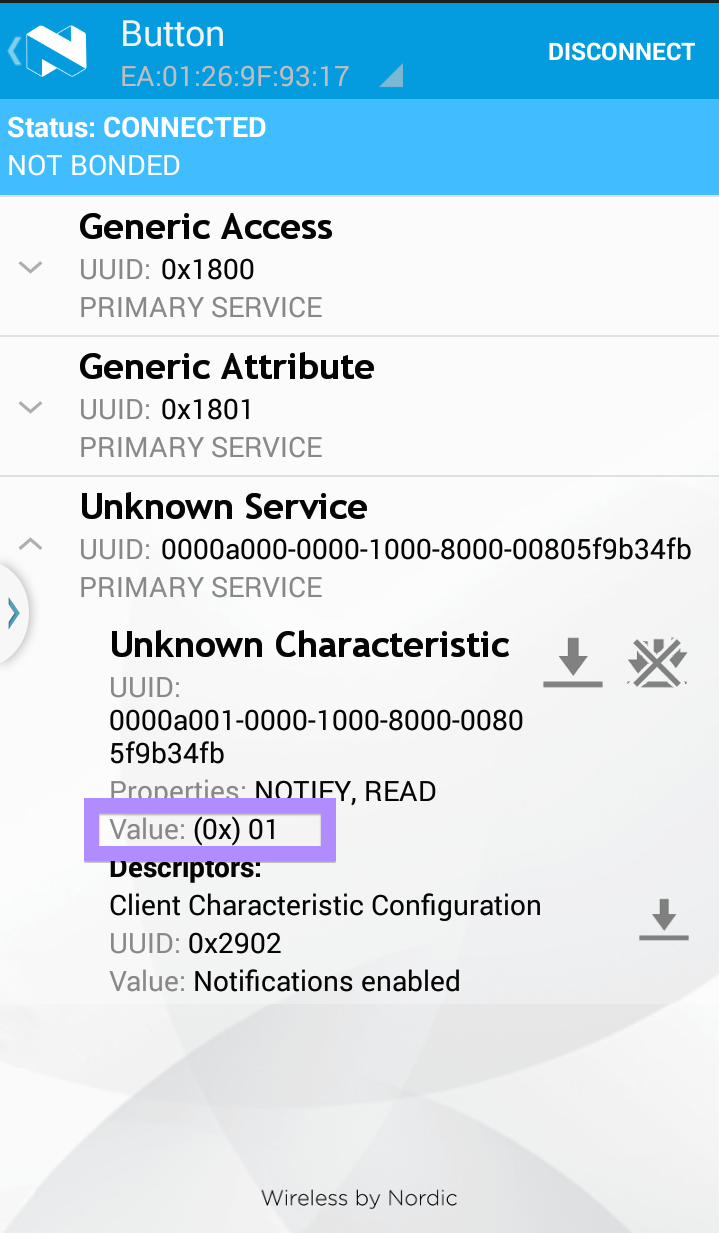 Button
EA:01:26:9F:93:17
DISCONNECT
Status: CONNECTED
NOT BONDED
Generic Access
UUID: 0x1800
PRIMARY SERVICE
Generic Attribute
UUID: 0x1801
PRIMARY SERVICE
Unknown Service
UUID: 0000a000-0000-1000-8000-00805f9b34fb
PRIMARY SERVICE
Unknown Characteristic
UUID:
0000a001-0000-1000-8000-0080
5f9b34fb
Properties: NOTIFY, READ
Value: (0x) 01
Descriptors:
Client Characteristic Configuration
UUID: 0x2902
Value: Notifications enabled
Wireless by Nordic